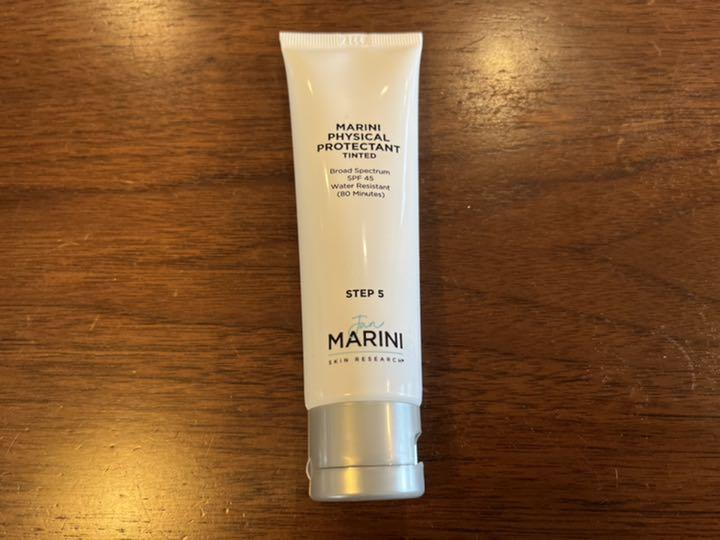 MARINI
PHYSICAL
PROTECTANT
TINTED
Broad Spectrum
SPF 45
Water Resistant
(80 Minutes)
STEP 5
Jan
MARINI
SKIN RESEARCH